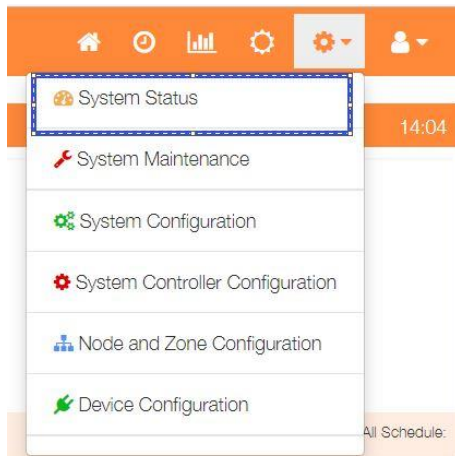 14:04
System Status
System Maintenance
System Configuration
System Controller Configuration
Node and Zone Configuration
Device Configuration
All Schedule: